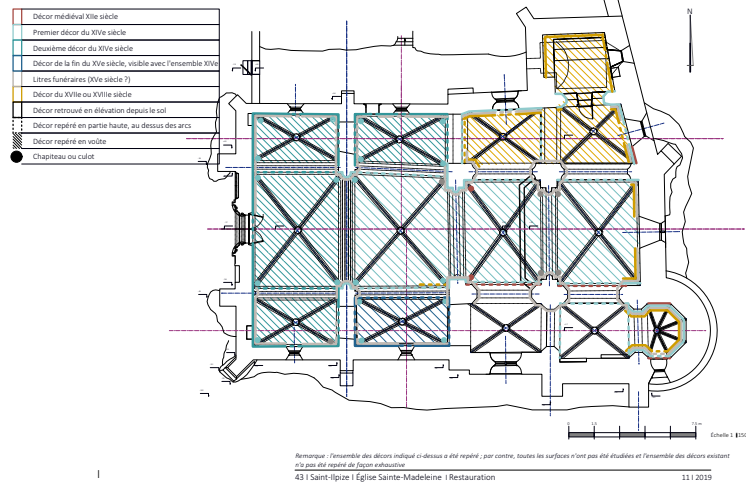 Décor médiéval XIIe siècle
Premier décor du XIVe siècle
Deuxième décor du XIVe siècle
Décor de la fin du XVe siècle, visible avec l'ensemble XIVe
Litres funéraires (XVe siècle ?)
Décor du XVIIe ou XVIIIe siècle
Décor retrouvé en élévation depuis le sol
Décor repéré en partie haute, au dessus des arcs
Décor repéré en voûte
Chapiteau ou culot
N
Échelle 1
Remarque : l'ensemble des décors indiqué ci-dessus a été repéré ; par contre, toutes les surfaces n'ont pas été étudiées et l'ensemble des décors existant
n'a pas été repéré de façon exhaustive
43 I Saint-Ilpize I Église Sainte-Madeleine I Restauration
11 I 2019